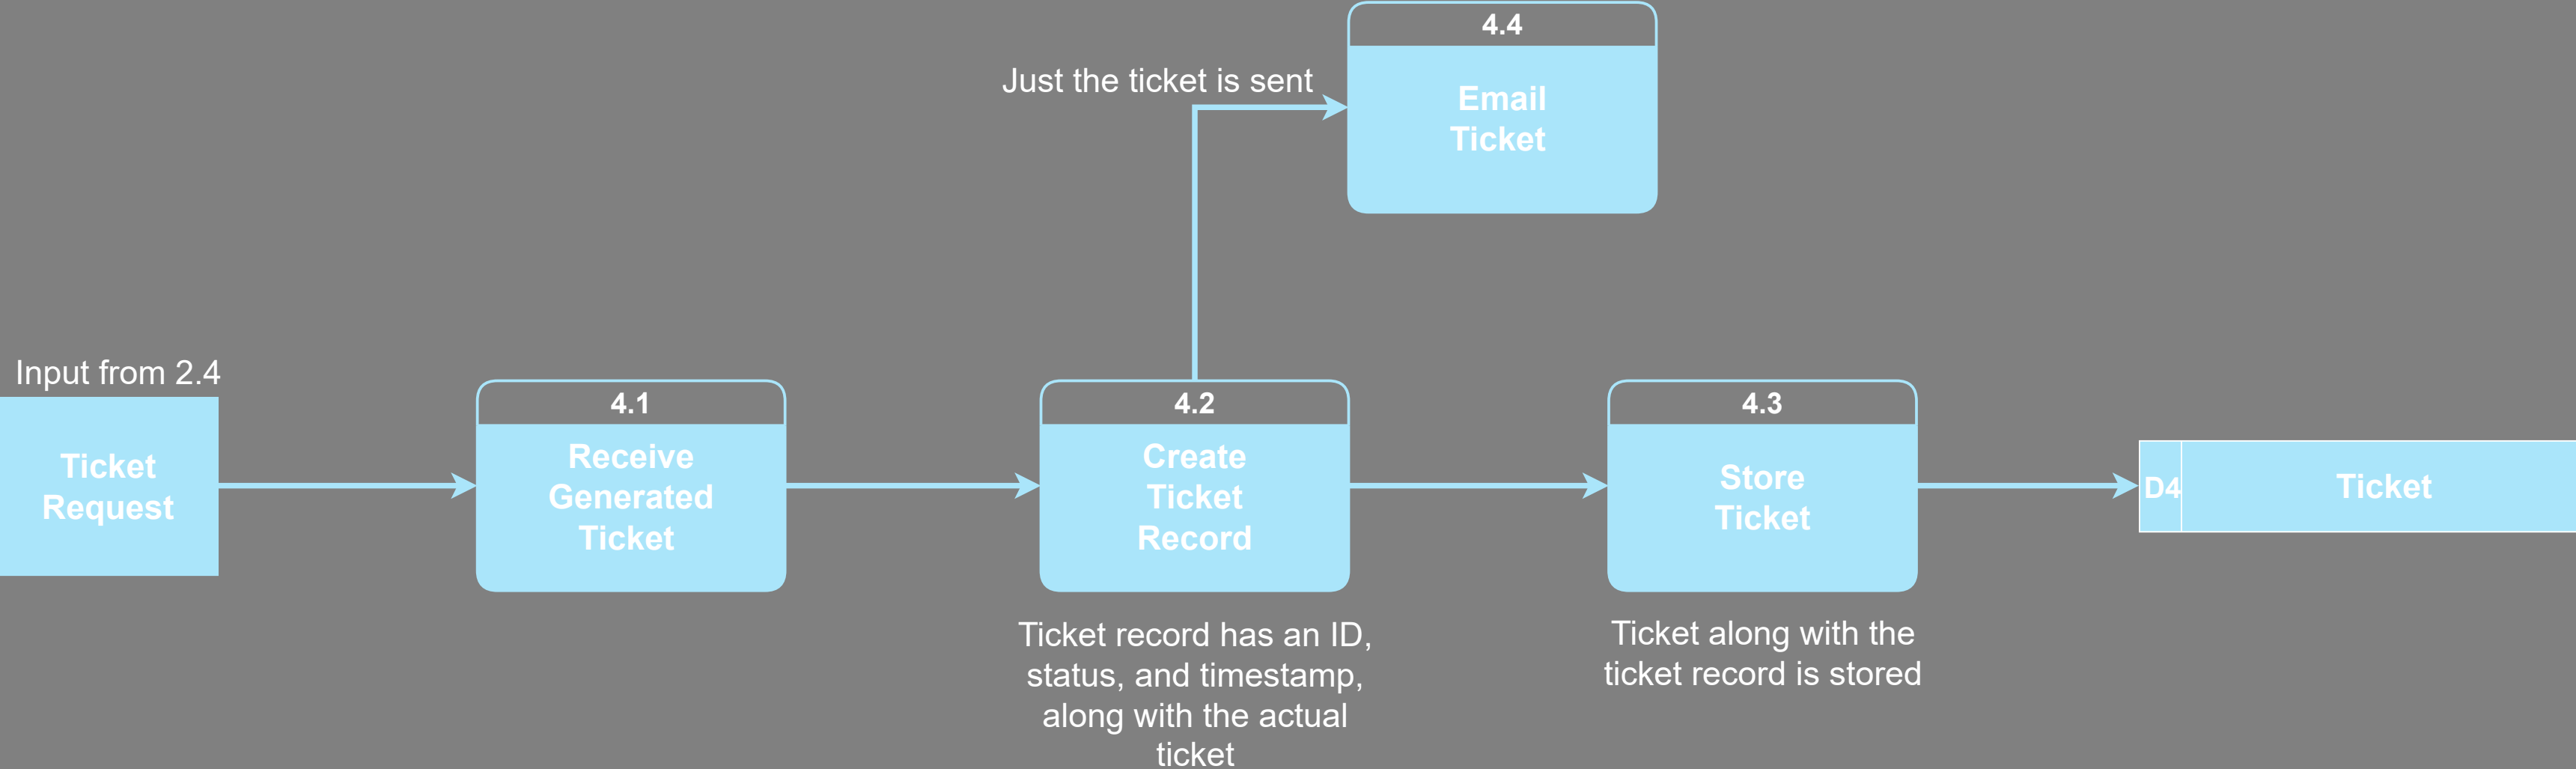 4.4
Email
Ticket
Just the ticket is sent
Input from 2.4
Ticket
Request
4.1
Receive
Generated
Ticket
4.2
Create
Ticket
Record
Ticket record has an ID,
status, and timestamp,
along with the actual
ticket
4.3
Store
Ticket
Ticket along with the
ticket record is stored
D4
Ticket